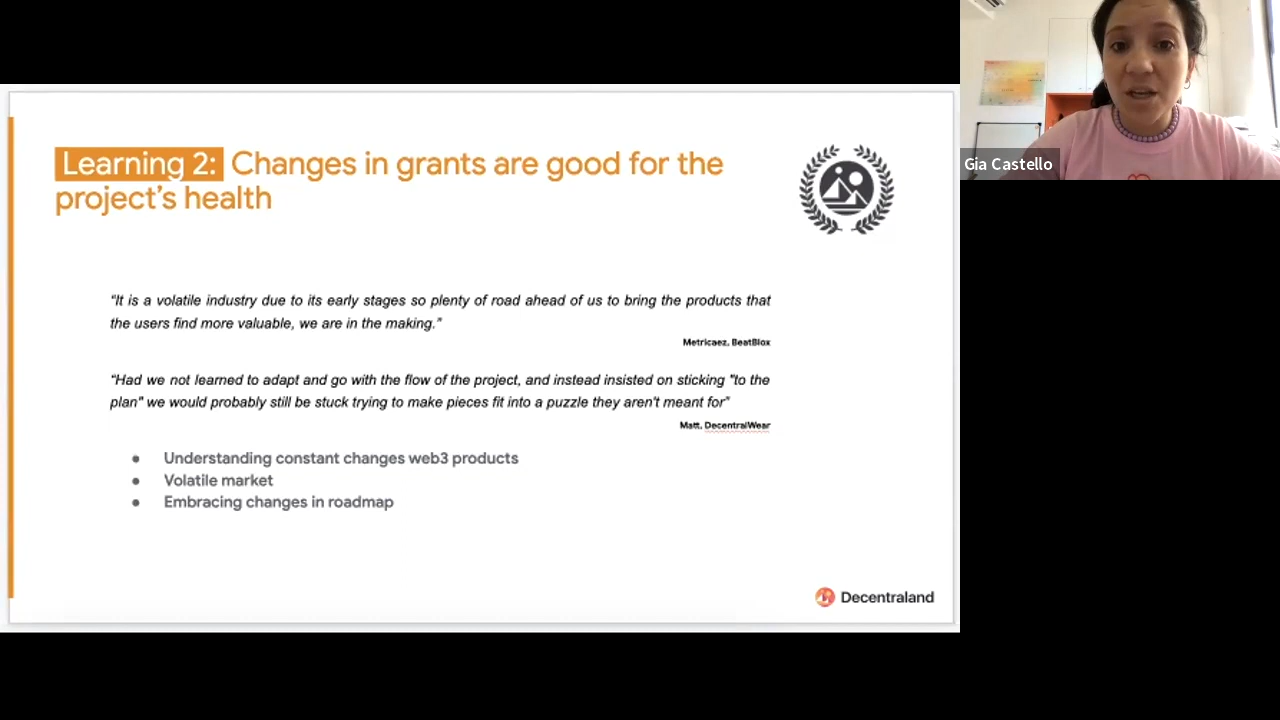 Learning 2: Changes in grants are good for the
project’s health
“It is a volatile industry due to its early stages so plenty of road ahead of us to bring the products that
the users find more valuable, we are in the making.”
Metricaez, BeatBlox
“Had we not learned to adapt and go with the flow of the project, and instead insisted on sticking "to the
plan" we would probably still be stuck trying to make pieces fit into a puzzle they aren't meant for”
Matt, DecentralWear
● Understanding constant changes web3 products
● Volatile market
● Embracing changes in roadmap
Decentraland
Gia Castello